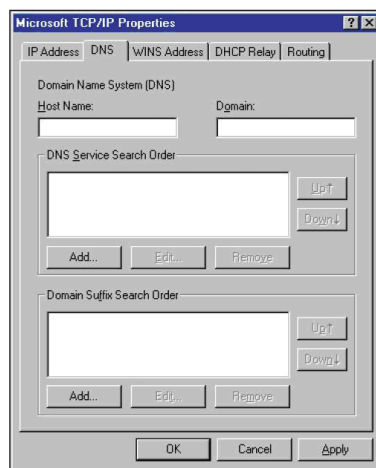 Microsoft TCP/IP Properties
IP Address DNS WINS Address DHCP Relay Routing
Domain Name System (DNS)
Host Name: Domain:
DNS Service Search Order
Up↑
Down↓
Add... Edit... Remove
Domain Suffix Search Order
Up↑
Down↓
Add... Edit... Remove
OK Cancel Apply